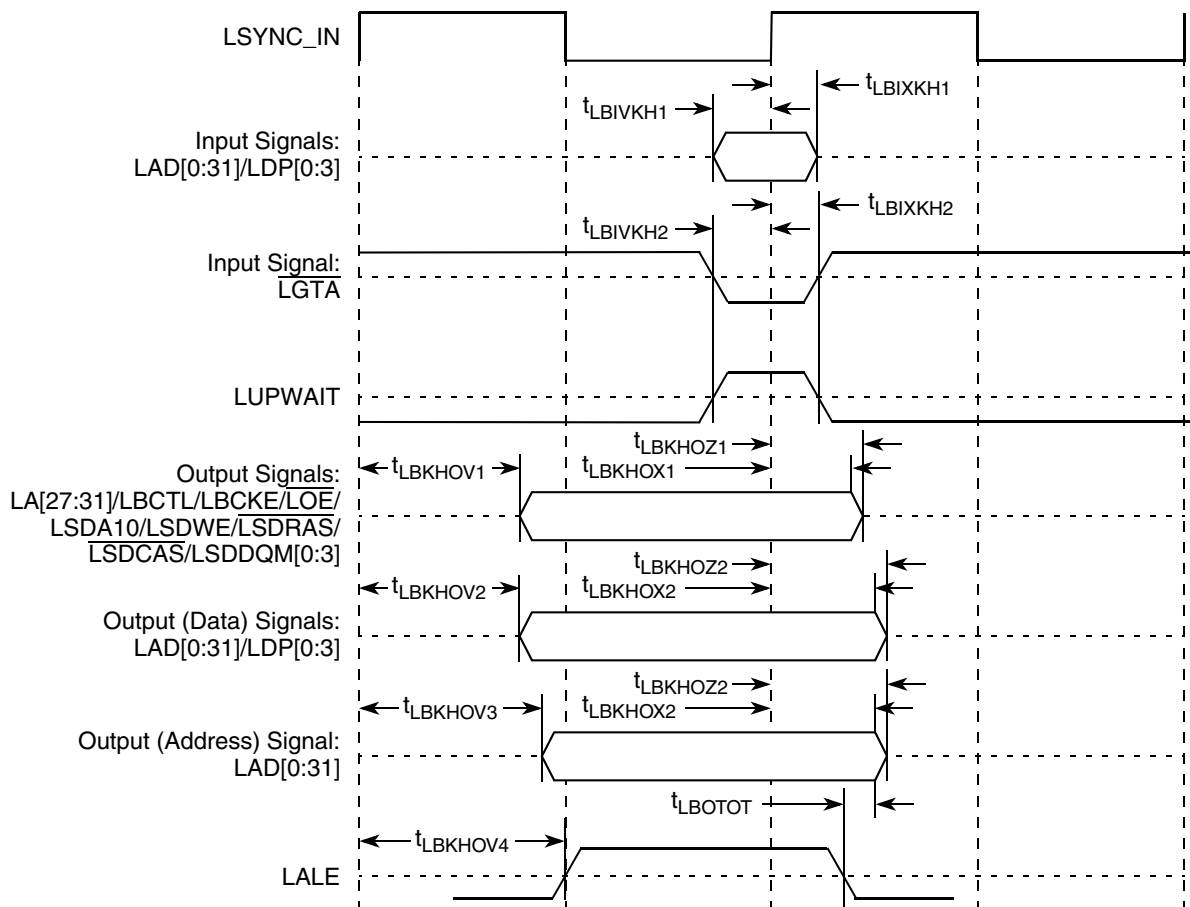 LSYNC_IN
tLBIXKH1
tLBIVKH1
Input Signals:
LAD[0:31]/LDP[0:3]
tLBIXKH2
tLBIVKH2
Input Signal:
LGTA
LUPWAIT
tLBKHOZ1
tLBKHOV1
tLBKHOX1
Output Signals:
LA[27:31]/LBCTL/LBCKE/LOE/
LSDA10/LSDWE/LSDRAS/
LSDCAS/LSDDQM[0:3]
tLBKHOZ2
tLBKHOV2
tLBKHOX2
Output (Data) Signals:
LAD[0:31]/LDP[0:3]
tLBKHOZ2
tLBKHOV3
tLBKHOX2
Output (Address) Signal:
LAD[0:31]
tLBOTOT
tLBKHOV4
LALE